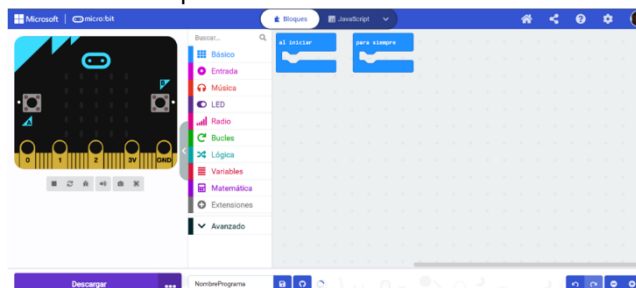 Microsoft micro:bit
Bloques JavaScript
Buscar...
Básico
Entrada
Música
LED
Radio
Bucles
Lógica
Variables
Matemática
Extensiones
Avanzado
al iniciar para siempre
A B
0 1 2 3V GND
Descargar ... NombrePrograma